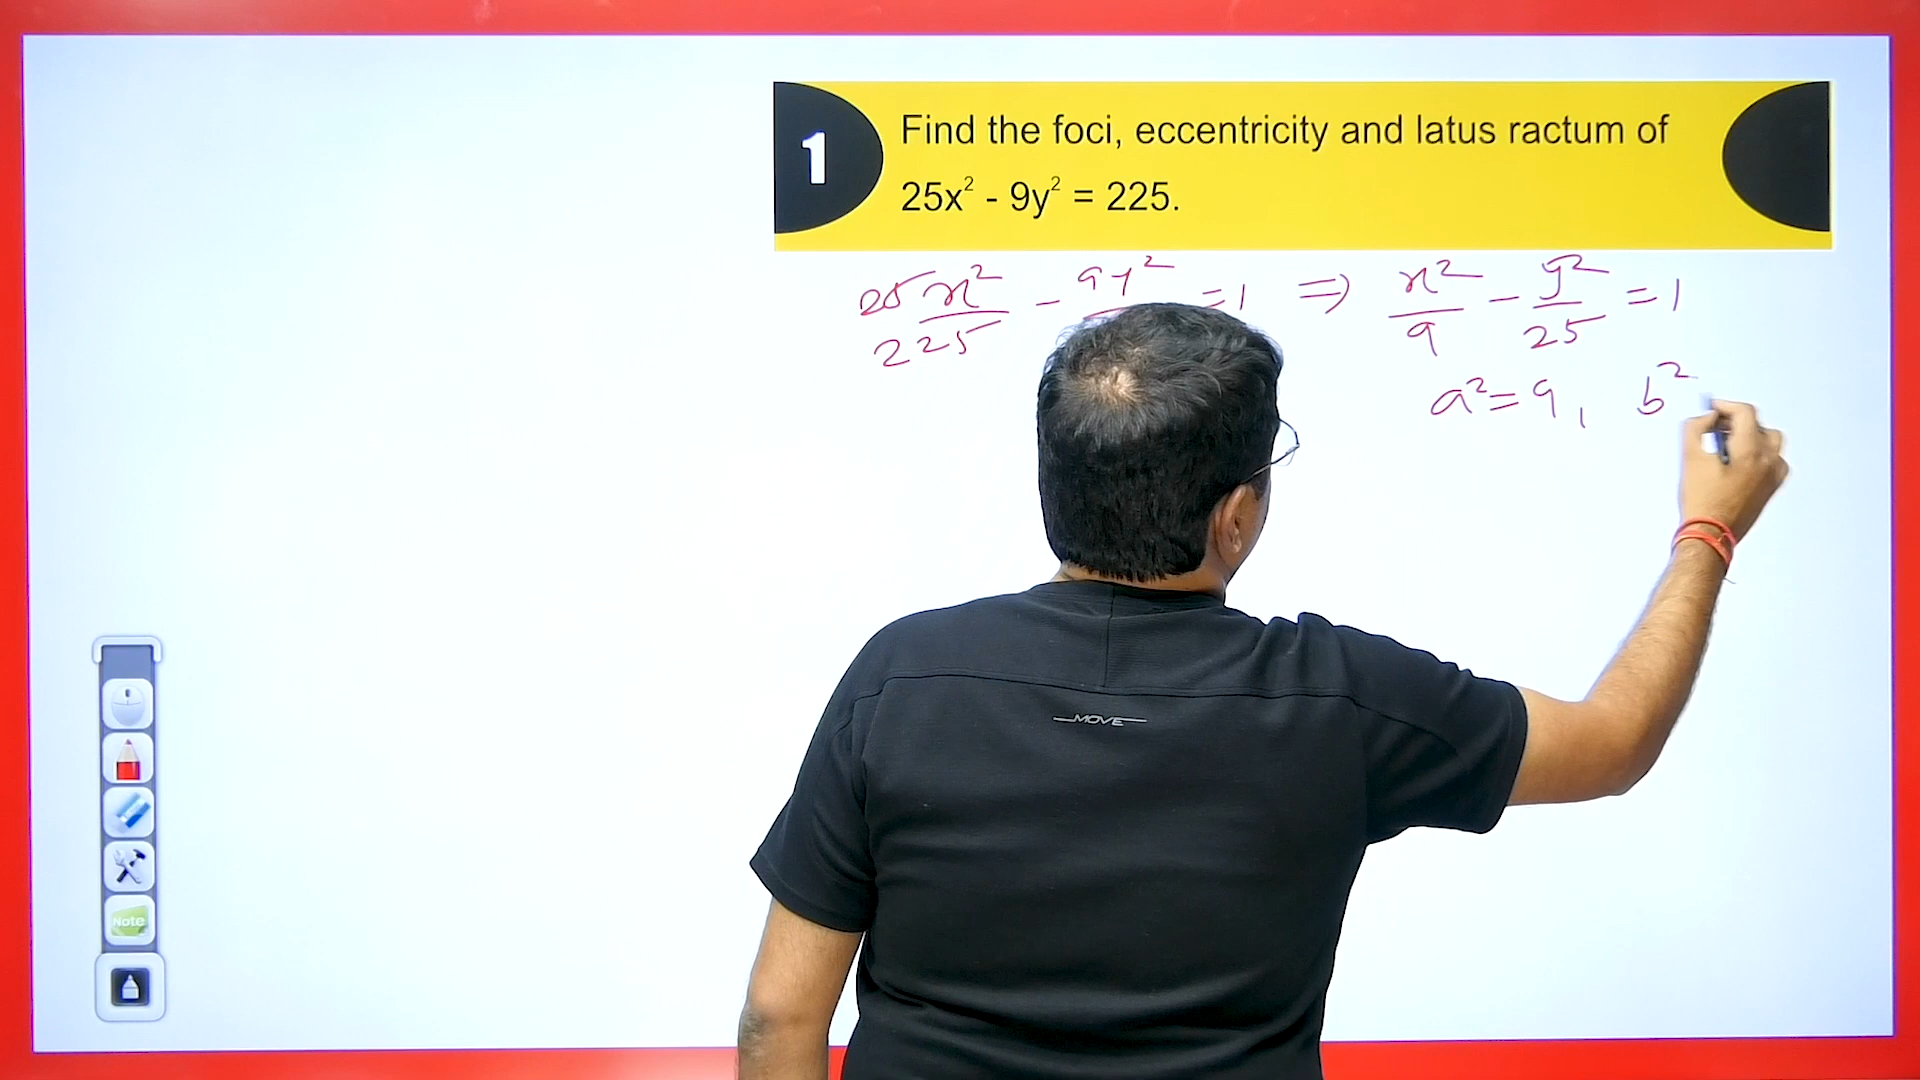 1
Find the foci, eccentricity and latus ractum of
25x² - 9y² = 225.
25x²/225 - 9y² = 1 ⇒ x²/9 - y²/25 = 1
a² = 9, b²
MOVE
Note